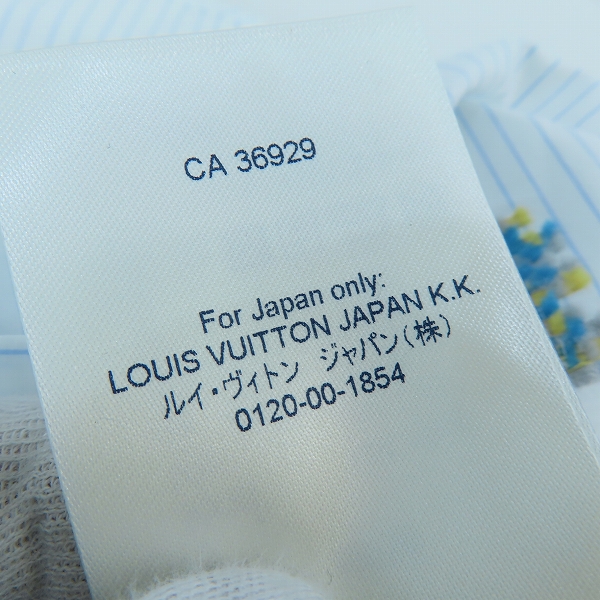 CA 36929
For Japan only:
LOUIS VUITTON JAPAN K.K.
ルイ・ヴィトン ジャパン(株)
0120-00-1854